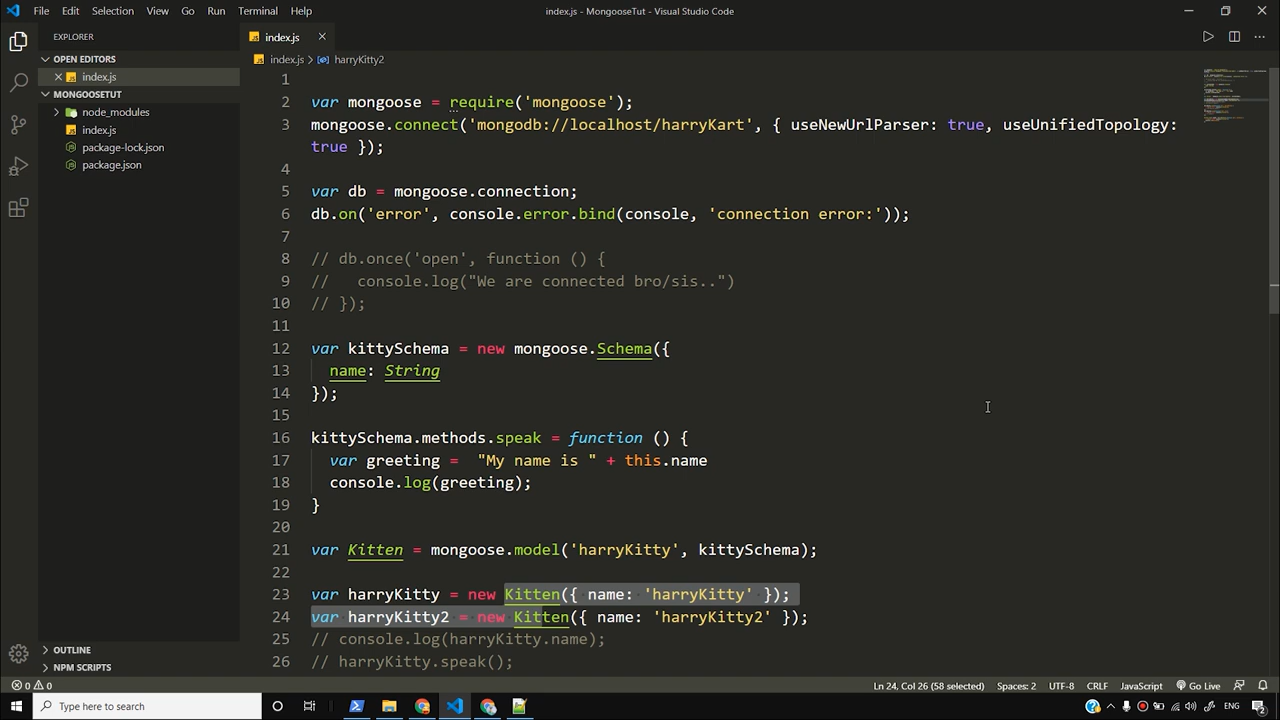 File Edit Selection View Go Run Terminal Help index.js - MongooseTut - Visual Studio Code
EXPLORER
OPEN EDITORS
index.js
MONGOOSETUT
node_modules
index.js
package-lock.json
package.json
OUTLINE
NPM SCRIPTS
index.js
index.js > harryKitty2
1
2 var mongoose = require('mongoose');
3 mongoose.connect('mongodb://localhost/harryKart', { useNewUrlParser: true, useUnifiedTopology:
true });
4
5 var db = mongoose.connection;
6 db.on('error', console.error.bind(console, 'connection error:'));
7
8 // db.once('open', function () {
9 //   console.log("We are connected bro/sis..")
10 // });
11
12 var kittySchema = new mongoose.Schema({
13   name: String
14 });
15
16 kittySchema.methods.speak = function () {
17   var greeting =  "My name is " + this.name
18   console.log(greeting);
19 }
20
21 var Kitten = mongoose.model('harryKitty', kittySchema);
22
23 var harryKitty = new Kitten({ name: 'harryKitty' });
24 var harryKitty2 = new Kitten({ name: 'harryKitty2' });
25 // console.log(harryKitty.name);
26 // harryKitty.speak();
0 0 Ln 24, Col 26 (58 selected) Spaces: 2 UTF-8 CRLF JavaScript Go Live
Type here to search ENG